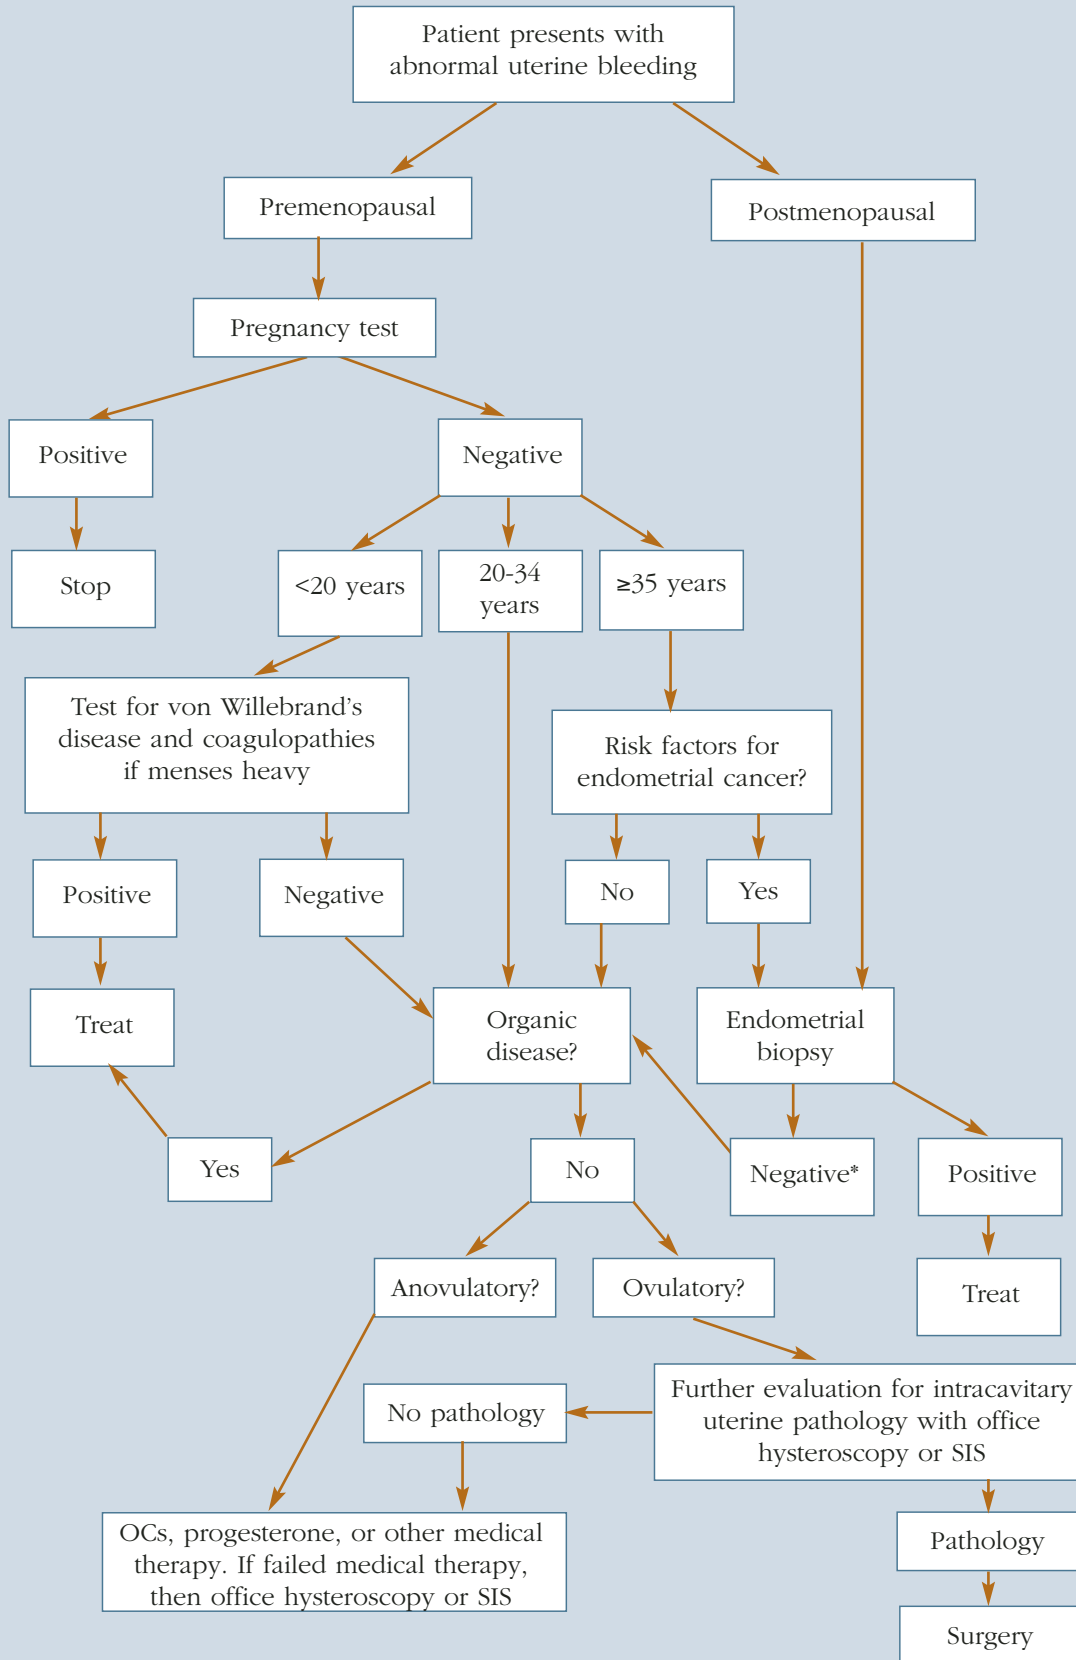 Patient presents with
abnormal uterine bleeding
Premenopausal
Postmenopausal
Pregnancy test
Positive
Negative
Stop
<20 years
20-34
years
≥35 years
Test for von Willebrand’s
disease and coagulopathies
if menses heavy
Risk factors for
endometrial cancer?
Positive
Negative
No
Yes
Treat
Organic
disease?
Endometrial
biopsy
Yes
No
Negative*
Positive
Anovulatory?
Ovulatory?
Treat
No pathology
Further evaluation for intracavitary
uterine pathology with office
hysteroscopy or SIS
OCs, progesterone, or other medical
therapy. If failed medical therapy,
then office hysteroscopy or SIS
Pathology
Surgery